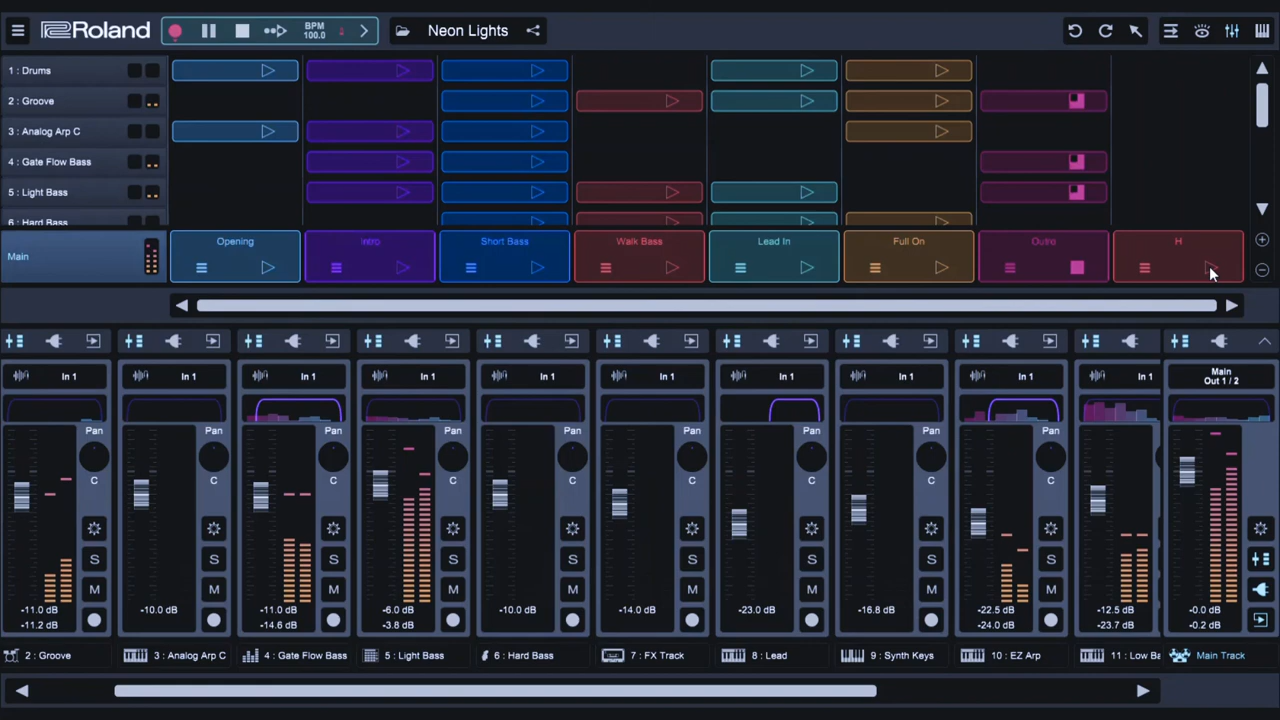 Roland
BPM
100.0
Neon Lights
1 : Drums
2 : Groove
3 : Analog Arp C
4 : Gate Flow Bass
5 : Light Bass
6 : Hard Bass
Main
Opening
Intro
Short Bass
Walk Bass
Lead In
Full On
Outro
H
In 1
In 1
In 1
In 1
In 1
In 1
In 1
In 1
In 1
In 1
Main
Out 1 / 2
Pan
Pan
Pan
Pan
Pan
Pan
Pan
Pan
Pan
C
C
C
C
C
C
C
C
C
S
S
S
S
S
S
S
S
S
M
M
M
M
M
M
M
M
M
-11.0 dB
-10.0 dB
-11.0 dB
-6.0 dB
-10.0 dB
-14.0 dB
-23.0 dB
-16.8 dB
-22.5 dB
-12.5 dB
-0.0 dB
-11.2 dB
-14.6 dB
-3.8 dB
-24.0 dB
-23.7 dB
-0.2 dB
2 : Groove
3 : Analog Arp C
4 : Gate Flow Bass
5 : Light Bass
6 : Hard Bass
7 : FX Track
8 : Lead
9 : Synth Keys
10 : EZ Arp
11 : Low Ba
Main Track